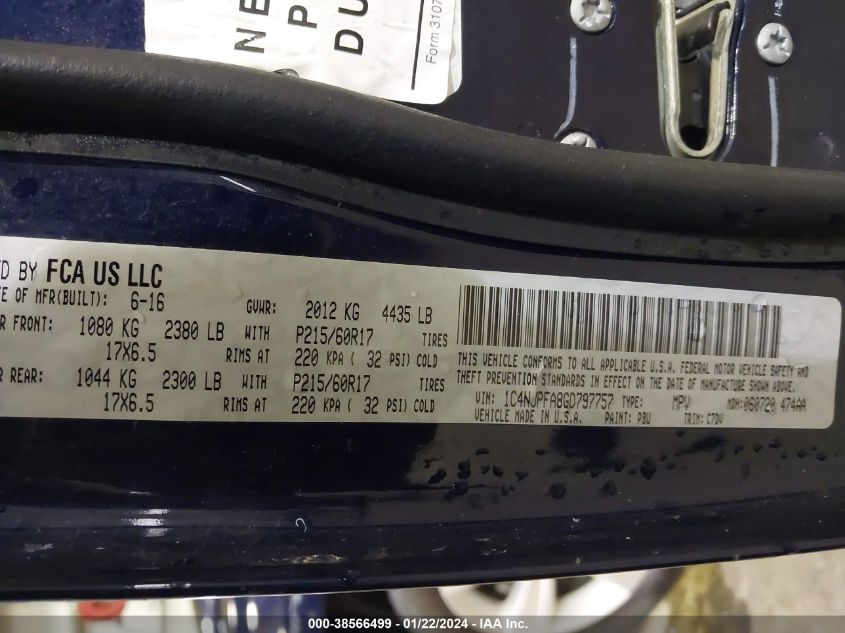 NE
P
DU
Form 3107
FCA US LLC
BY
OF MFR(BUILT): 6-16 GVWR: 2012 KG 4435 LB
FRONT: 1080 KG 2380 LB WITH P215/60R17 TIRES
17X6.5 RIMS AT 220 KPA ( 32 PSI) COLD
REAR: 1044 KG 2300 LB WITH P215/60R17 TIRES
17X6.5 RIMS AT 220 KPA ( 32 PSI) COLD
THIS VEHICLE CONFORMS TO ALL APPLICABLE U.S.A. FEDERAL MOTOR VEHICLE SAFETY AND
THEFT PREVENTION STANDARDS IN EFFECT ON THE DATE OF MANUFACTURE SHOWN ABOVE.
VIN: 1C4NJPFA8GD797757 TYPE: MPV MDH: 060720 474AA
VEHICLE MADE IN U.S.A. PAINT: PBU TRIM:
000-38566499 - 01/22/2024 - IAA Inc.